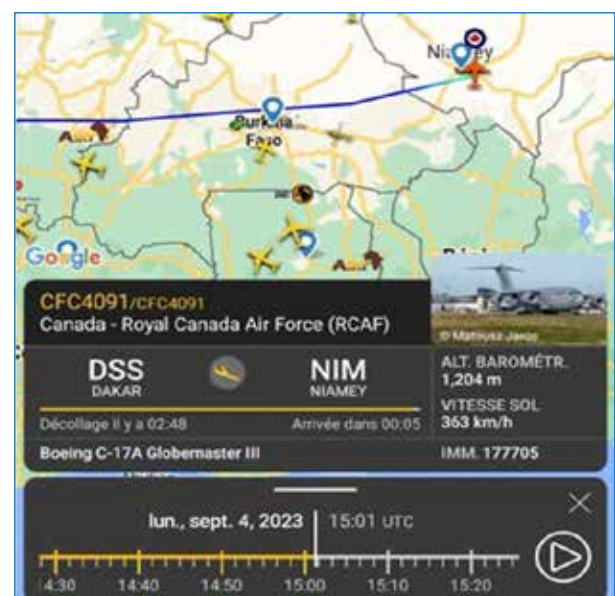 Burkina
Faso
Google
CFC4091/CFC4091
Canada - Royal Canada Air Force (RCAF)
© Mateusz Jaros
DSS
DAKAR
NIM
NIAMEY
ALT. BAROMÉTR.
1,204 m
VITESSE SOL
363 km/h
Décollage il y a 02:48
Arrivée dans 00:05
Boeing C-17A Globemaster III
IMM. 177705
lun., sept. 4, 2023
15:01 UTC
14:40
14:50
15:00
15:10
15:20